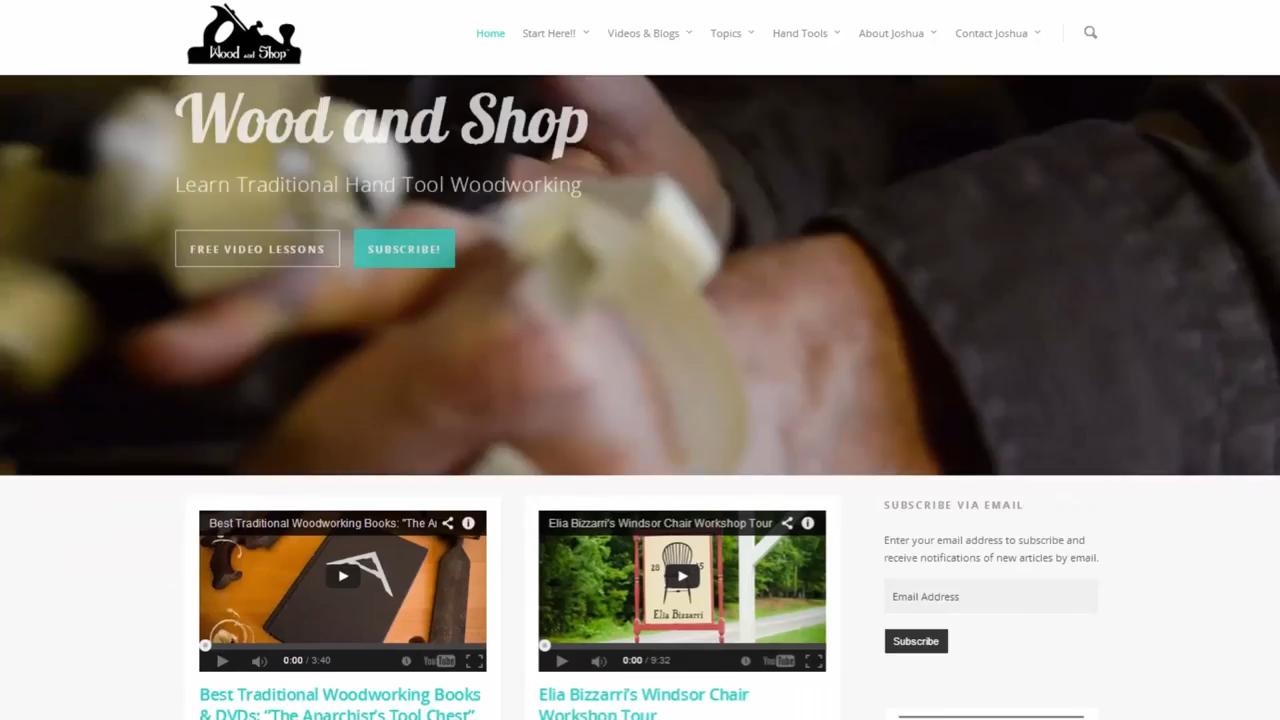 Wood and Shop
Home
Start Here!!
Videos & Blogs
Topics
Hand Tools
About Joshua
Contact Joshua
Wood and Shop
Learn Traditional Hand Tool Woodworking
FREE VIDEO LESSONS
SUBSCRIBE!
Best Traditional Woodworking Books: "The A
0:00 / 3:40
YouTube
Best Traditional Woodworking Books
& DVDs: “The Anarchist’s Tool Chest”
Elia Bizzarri's Windsor Chair Workshop Tour
Elia Bizzarri
0:00 / 9:32
YouTube
Elia Bizzarri’s Windsor Chair
Workshop Tour
SUBSCRIBE VIA EMAIL
Enter your email address to subscribe and
receive notifications of new articles by email.
Email Address
Subscribe